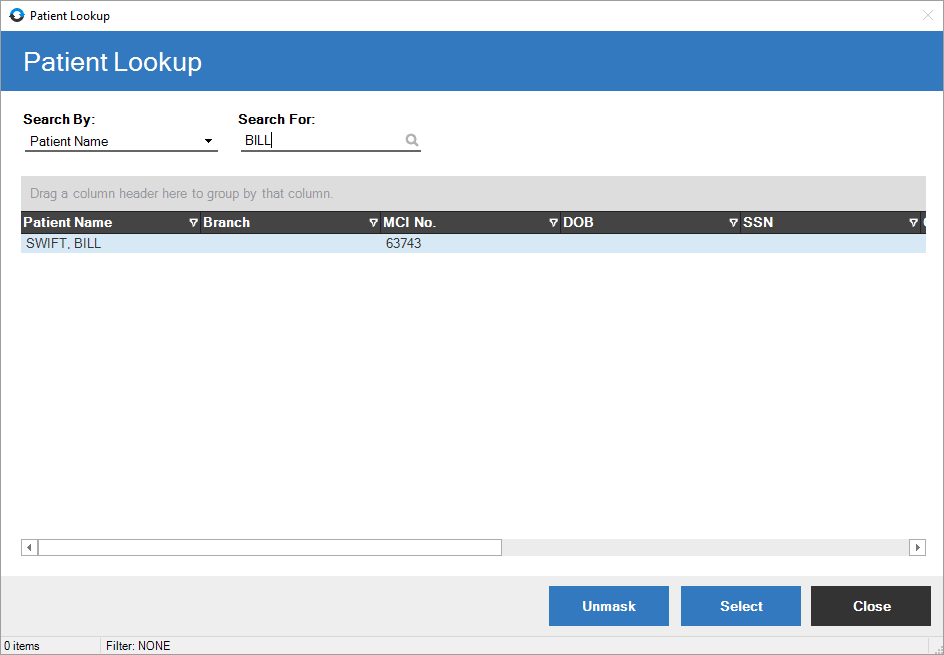 Patient Lookup
Patient Lookup
Search By: Search For:
Patient Name BILL
Drag a column header here to group by that column.
Patient Name Branch MCI No. DOB SSN
SWIFT, BILL 63743
Unmask Select Close
0 items Filter: NONE